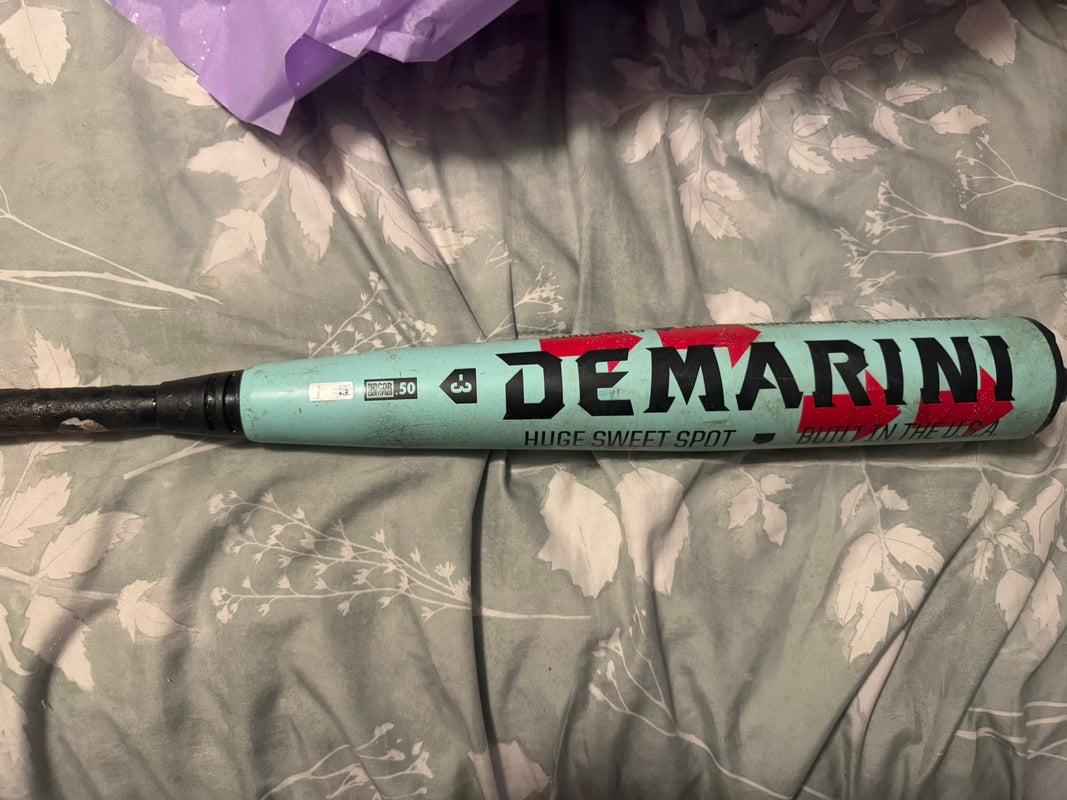 BBCOR
CERTIFIED .50
-3
DEMARINI
HUGE SWEET SPOT BUILT IN THE U.S.A.